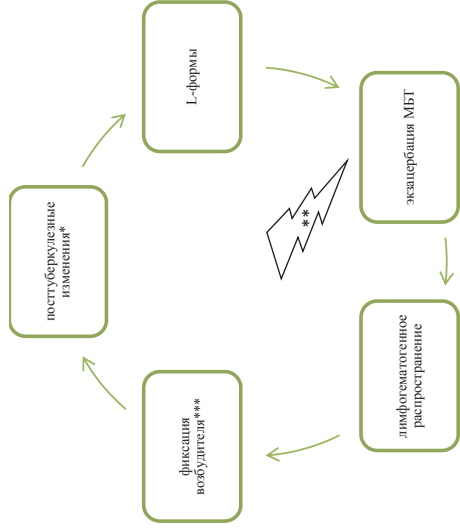 посттуберкулезные
изменения*
L-формы
экзацербация МБТ
**
лимфогематогенное
распространение
фиксация
возбудителя***